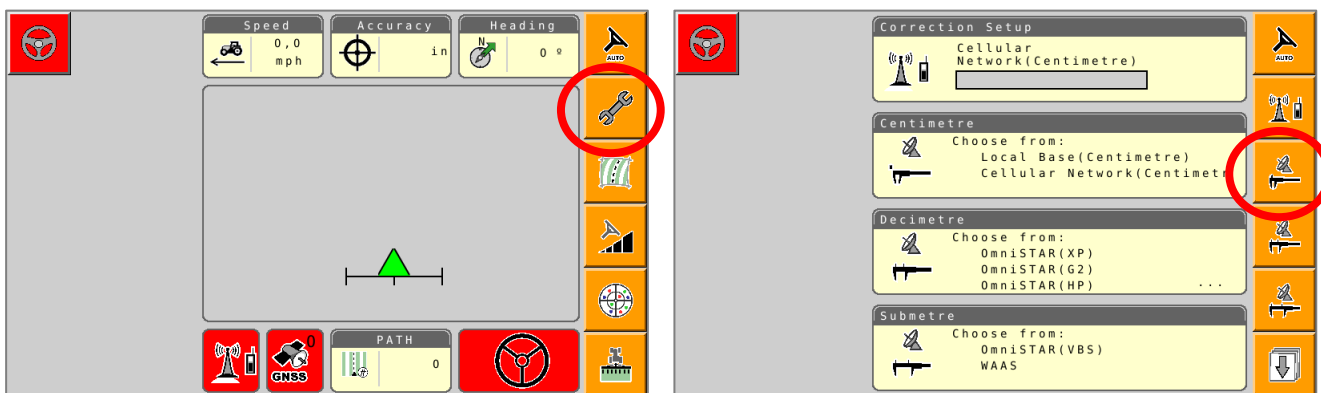 Speed
0,0
mph
Accuracy
in
Heading
N
0 º
AUTO
0
GNSS
PATH
0
Correction Setup
Cellular
Network(Centimetre)
Centimetre
Choose from:
Local Base(Centimetre)
Cellular Network(Centimetr
Decimetre
Choose from:
OmniSTAR(XP)
OmniSTAR(G2)
OmniSTAR(HP) ...
Submetre
Choose from:
OmniSTAR(VBS)
WAAS
AUTO